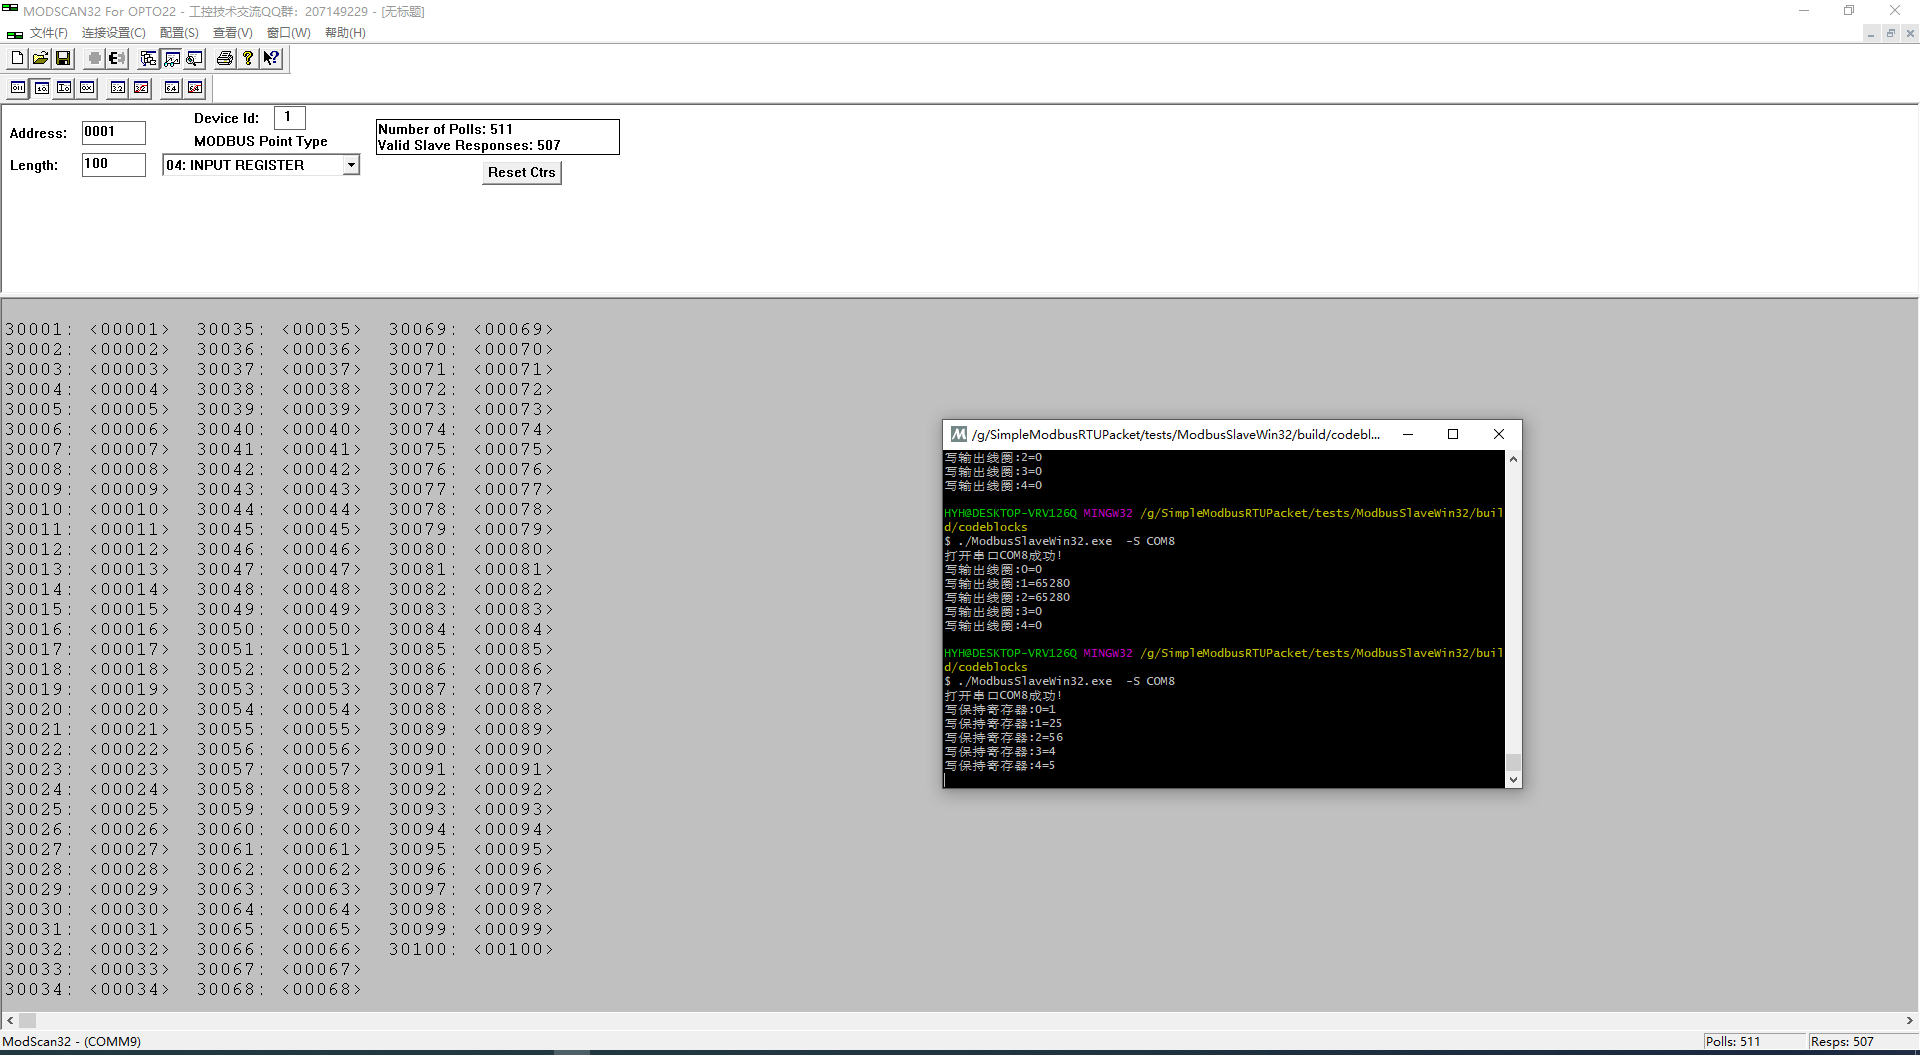 MODSCAN32 For OPTO22 - 工控技术交流QQ群：207149229 - [无标题]
文件(F) 连接设置(C) 配置(S) 查看(V) 窗口(W) 帮助(H)
Device Id: 1
Address: 0001
MODBUS Point Type
Length: 100
04: INPUT REGISTER
Number of Polls: 511
Valid Slave Responses: 507
Reset Ctrs
30001: <00001> 30035: <00035> 30069: <00069>
30002: <00002> 30036: <00036> 30070: <00070>
30003: <00003> 30037: <00037> 30071: <00071>
30004: <00004> 30038: <00038> 30072: <00072>
30005: <00005> 30039: <00039> 30073: <00073>
30006: <00006> 30040: <00040> 30074: <00074>
30007: <00007> 30041: <00041> 30075: <00075>
30008: <00008> 30042: <00042> 30076: <00076>
30009: <00009> 30043: <00043> 30077: <00077>
30010: <00010> 30044: <00044> 30078: <00078>
30011: <00011> 30045: <00045> 30079: <00079>
30012: <00012> 30046: <00046> 30080: <00080>
30013: <00013> 30047: <00047> 30081: <00081>
30014: <00014> 30048: <00048> 30082: <00082>
30015: <00015> 30049: <00049> 30083: <00083>
30016: <00016> 30050: <00050> 30084: <00084>
30017: <00017> 30051: <00051> 30085: <00085>
30018: <00018> 30052: <00052> 30086: <00086>
30019: <00019> 30053: <00053> 30087: <00087>
30020: <00020> 30054: <00054> 30088: <00088>
30021: <00021> 30055: <00055> 30089: <00089>
30022: <00022> 30056: <00056> 30090: <00090>
30023: <00023> 30057: <00057> 30091: <00091>
30024: <00024> 30058: <00058> 30092: <00092>
30025: <00025> 30059: <00059> 30093: <00093>
30026: <00026> 30060: <00060> 30094: <00094>
30027: <00027> 30061: <00061> 30095: <00095>
30028: <00028> 30062: <00062> 30096: <00096>
30029: <00029> 30063: <00063> 30097: <00097>
30030: <00030> 30064: <00064> 30098: <00098>
30031: <00031> 30065: <00065> 30099: <00099>
30032: <00032> 30066: <00066> 30100: <00100>
30033: <00033> 30067: <00067>
30034: <00034> 30068: <00068>
/g/SimpleModbusRTUPacket/tests/ModbusSlaveWin32/build/codebl...
写输出线圈:2=0
写输出线圈:3=0
写输出线圈:4=0
HYH@DESKTOP-VRV126Q MINGW32 /g/SimpleModbusRTUPacket/tests/ModbusSlaveWin32/buil
d/codeblocks
$ ./ModbusSlaveWin32.exe  -S COM8
打开串口COM8成功!
写输出线圈:0=0
写输出线圈:1=65280
写输出线圈:2=65280
写输出线圈:3=0
写输出线圈:4=0
HYH@DESKTOP-VRV126Q MINGW32 /g/SimpleModbusRTUPacket/tests/ModbusSlaveWin32/buil
d/codeblocks
$ ./ModbusSlaveWin32.exe  -S COM8
打开串口COM8成功!
写保持寄存器:0=1
写保持寄存器:1=25
写保持寄存器:2=56
写保持寄存器:3=4
写保持寄存器:4=5
ModScan32 - (COMM9)
Polls: 511
Resps: 507